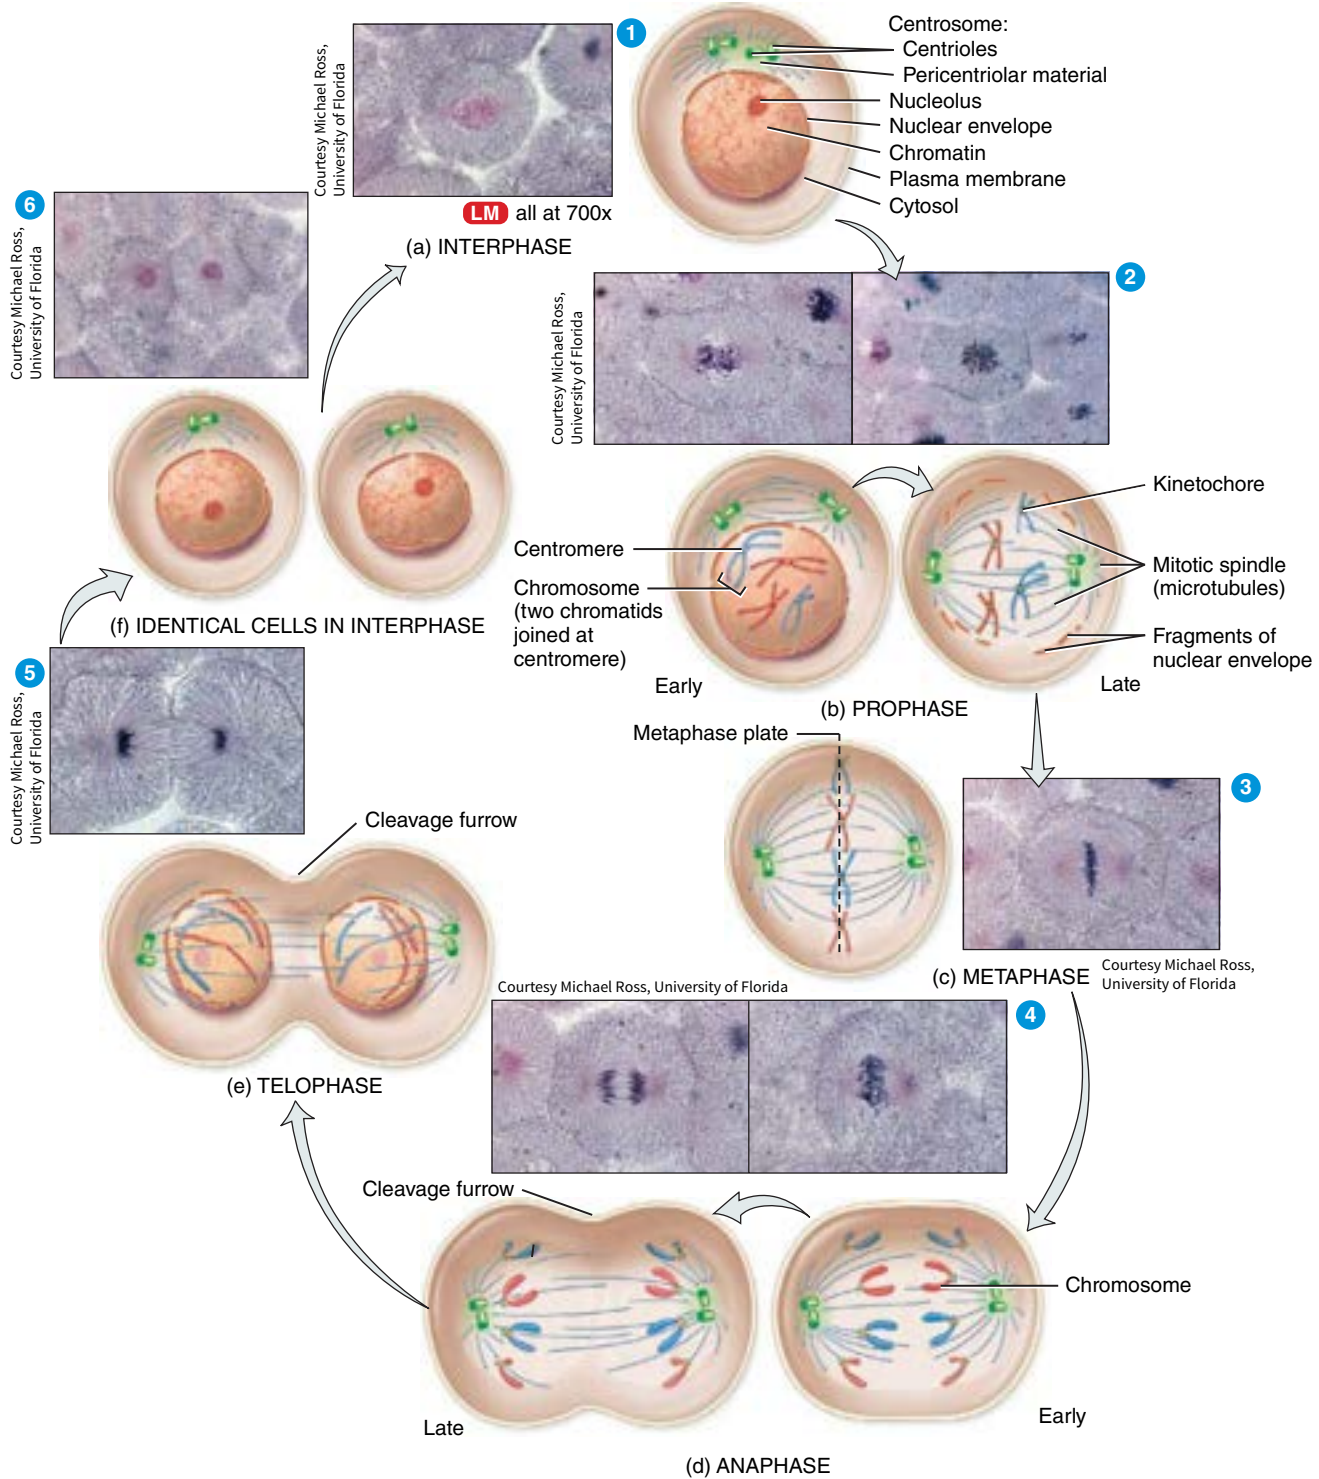 Courtesy Michael Ross,
University of Florida
1
Centrosome:
Centrioles
Pericentriolar material
Nucleolus
Nuclear envelope
Chromatin
Plasma membrane
Cytosol
LM all at 700x
(a) INTERPHASE
6
Courtesy Michael Ross,
University of Florida
2
Courtesy Michael Ross,
University of Florida
Kinetochore
Centromere
Mitotic spindle
(microtubules)
Chromosome
(two chromatids
joined at
centromere)
Fragments of
nuclear envelope
Early
Late
(b) PROPHASE
(f) IDENTICAL CELLS IN INTERPHASE
5
Courtesy Michael Ross,
University of Florida
Metaphase plate
3
Cleavage furrow
(c) METAPHASE
Courtesy Michael Ross,
University of Florida
Courtesy Michael Ross, University of Florida
4
(e) TELOPHASE
Cleavage furrow
Chromosome
Late
Early
(d) ANAPHASE